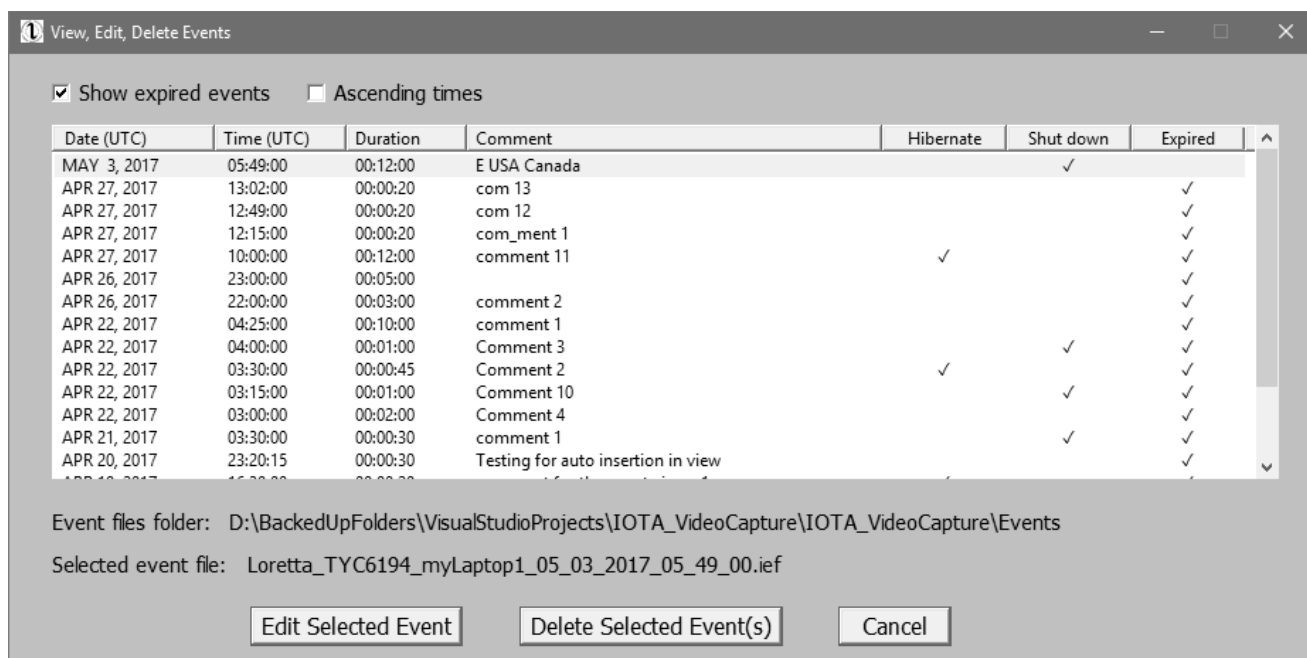 View, Edit, Delete Events
Show expired events Ascending times
Date (UTC) Time (UTC) Duration Comment Hibernate Shut down Expired
MAY 3, 2017 05:49:00 00:12:00 E USA Canada ✓
APR 27, 2017 13:02:00 00:00:20 com 13 ✓
APR 27, 2017 12:49:00 00:00:20 com 12 ✓
APR 27, 2017 12:15:00 00:00:20 com_ment 1 ✓
APR 27, 2017 10:00:00 00:12:00 comment 11 ✓ ✓
APR 26, 2017 23:00:00 00:05:00 ✓
APR 26, 2017 22:00:00 00:03:00 comment 2 ✓
APR 22, 2017 04:25:00 00:10:00 comment 1 ✓
APR 22, 2017 04:00:00 00:01:00 Comment 3 ✓ ✓
APR 22, 2017 03:30:00 00:00:45 Comment 2 ✓ ✓
APR 22, 2017 03:15:00 00:01:00 Comment 10 ✓ ✓
APR 22, 2017 03:00:00 00:02:00 Comment 4 ✓
APR 21, 2017 03:30:00 00:00:30 comment 1 ✓ ✓
APR 20, 2017 23:20:15 00:00:30 Testing for auto insertion in view ✓
Event files folder: D:\BackedUpFolders\VisualStudioProjects\IOTA_VideoCapture\IOTA_VideoCapture\Events
Selected event file: Loretta_TYC6194_myLaptop1_05_03_2017_05_49_00.ief
Edit Selected Event Delete Selected Event(s) Cancel